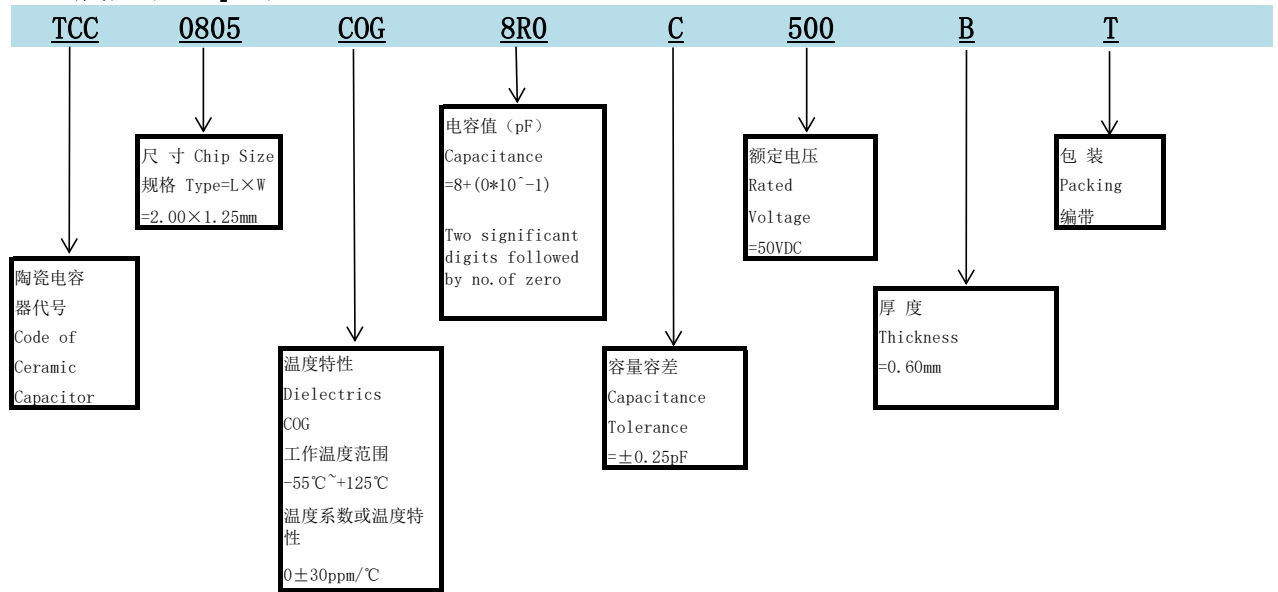 TCC 0805 COG 8R0 C 500 B T
陶瓷电容
器代号
Code of
Ceramic
Capacitor
尺 寸 Chip Size
规格 Type=L×W
=2.00×1.25mm
温度特性
Dielectrics
COG
工作温度范围
-55℃~+125℃
温度系数或温度特
性
0±30ppm/℃
电容值（pF）
Capacitance
=8+(0*10^-1)
Two significant
digits followed
by no.of zero
容量容差
Capacitance
Tolerance
=±0.25pF
额定电压
Rated
Voltage
=50VDC
厚 度
Thickness
=0.60mm
包 装
Packing
编带